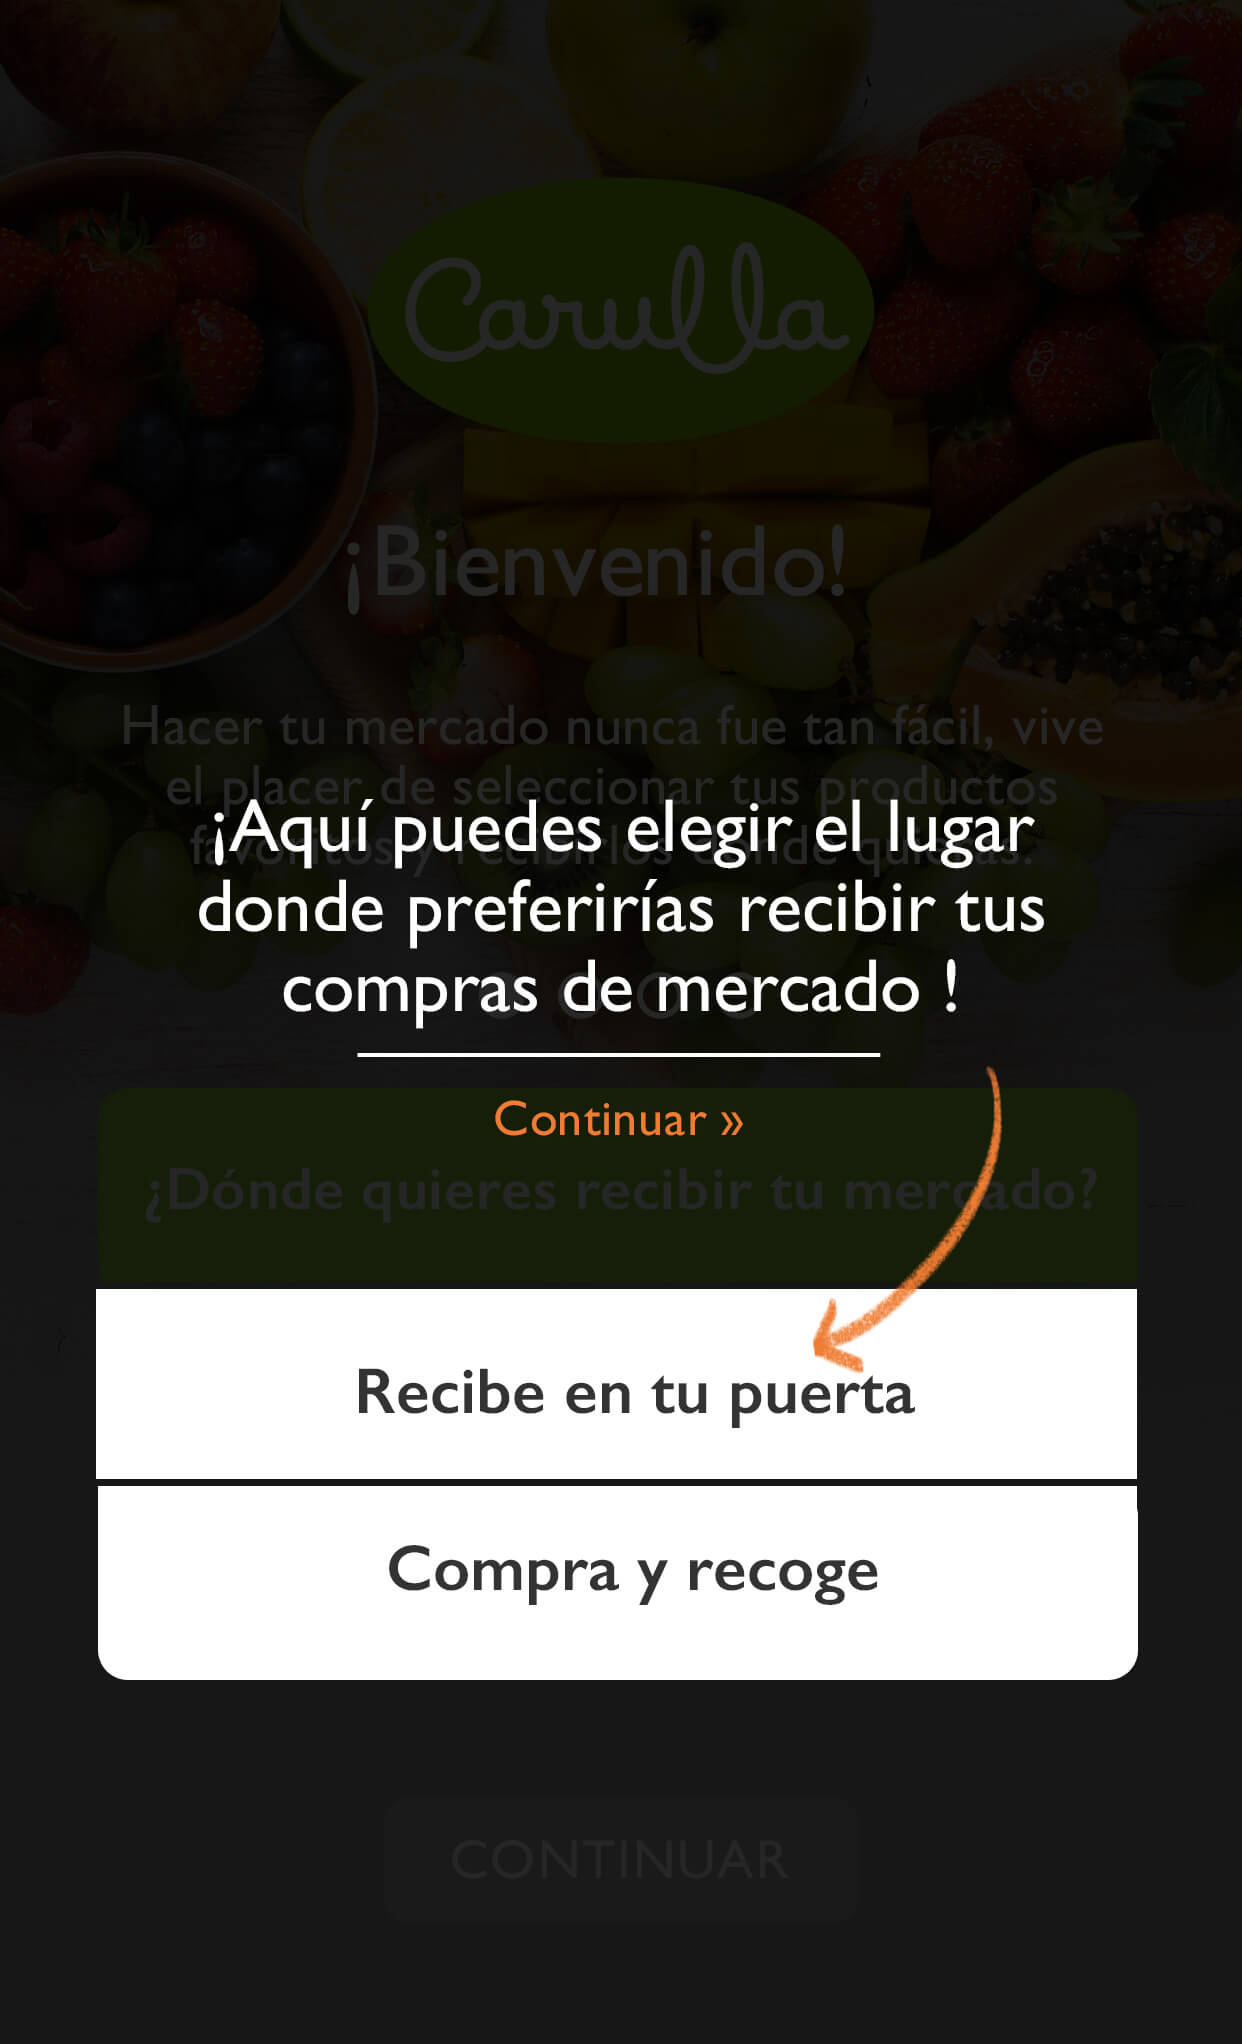 Carulla
¡Bienvenido!
Hacer tu mercado nunca fue tan fácil, vive
el placer de seleccionar tus productos
favoritos y recibirlos donde quieras.
¡Aquí puedes elegir el lugar
donde preferirías recibir tus
compras de mercado !
Continuar »
¿Dónde quieres recibir tu mercado?
Recibe en tu puerta
Compra y recoge
CONTINUAR